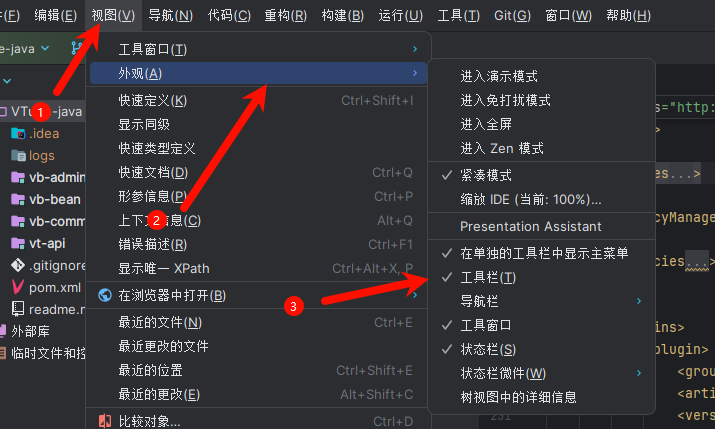 (F) 编辑(E) 视图(V) 导航(N) 代码(C) 重构(R) 构建(B) 运行(U) 工具(T) Git(G) 窗口(W) 帮助(H)
e-java
工具窗口(T)
外观(A)
快速定义(K) Ctrl+Shift+I
显示同级
快速类型定义
快速文档(D) Ctrl+Q
形参信息(P) Ctrl+P
上下文信息(C) Alt+Q
错误描述(R) Ctrl+F1
显示唯一 XPath Ctrl+Alt+X, P
在浏览器中打开(B)
最近的文件(N) Ctrl+E
最近更改的文件
最近的位置 Ctrl+Shift+E
最近的更改(E) Alt+Shift+C
比较对象... Ctrl+D
进入演示模式
进入免打扰模式
进入全屏
进入 Zen 模式
紧凑模式
缩放 IDE (当前: 100%)...
Presentation Assistant
在单独的工具栏中显示主菜单
工具栏(T)
导航栏
工具窗口
状态栏(S)
状态栏微件(W)
树视图中的详细信息
1
2
3
-java
.idea
logs
vb-admin
vb-bean
vb-comm
vt-api
.gitignore
pom.xml
readme.m
外部库
临时文件和控
s="http:
>
es...>
cyManage
cies...>
ins>
plugin>
<grou
<arti
231 <vers